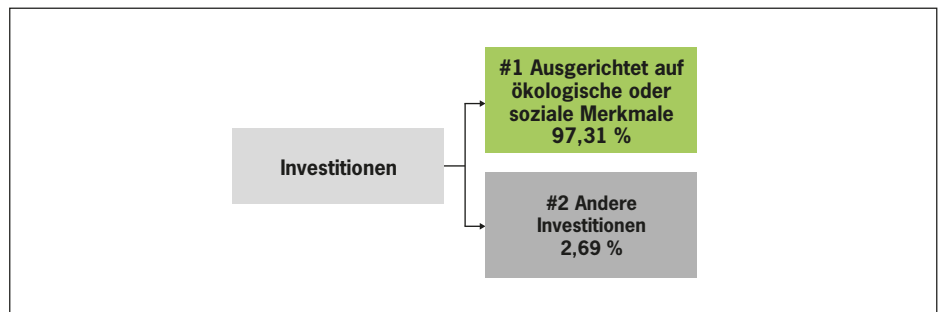 Investitionen
#1 Ausgerichtet auf
ökologische oder
soziale Merkmale
97,31 %
#2 Andere
Investitionen
2,69 %